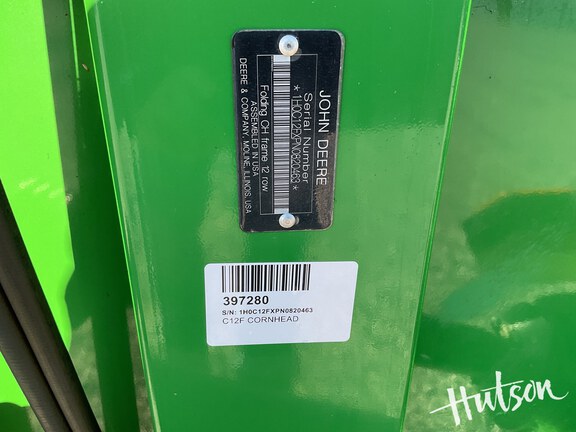 JOHN DEERE
Serial Number
*1H0C12FXPN0820463*
Folding CH frame 12 row
ASSEMBLED IN USA
DEERE & COMPANY, MOLINE, ILLINOIS, USA
397280
S/N: 1H0C12FXPN0820463
C12F CORNHEAD
Hutson